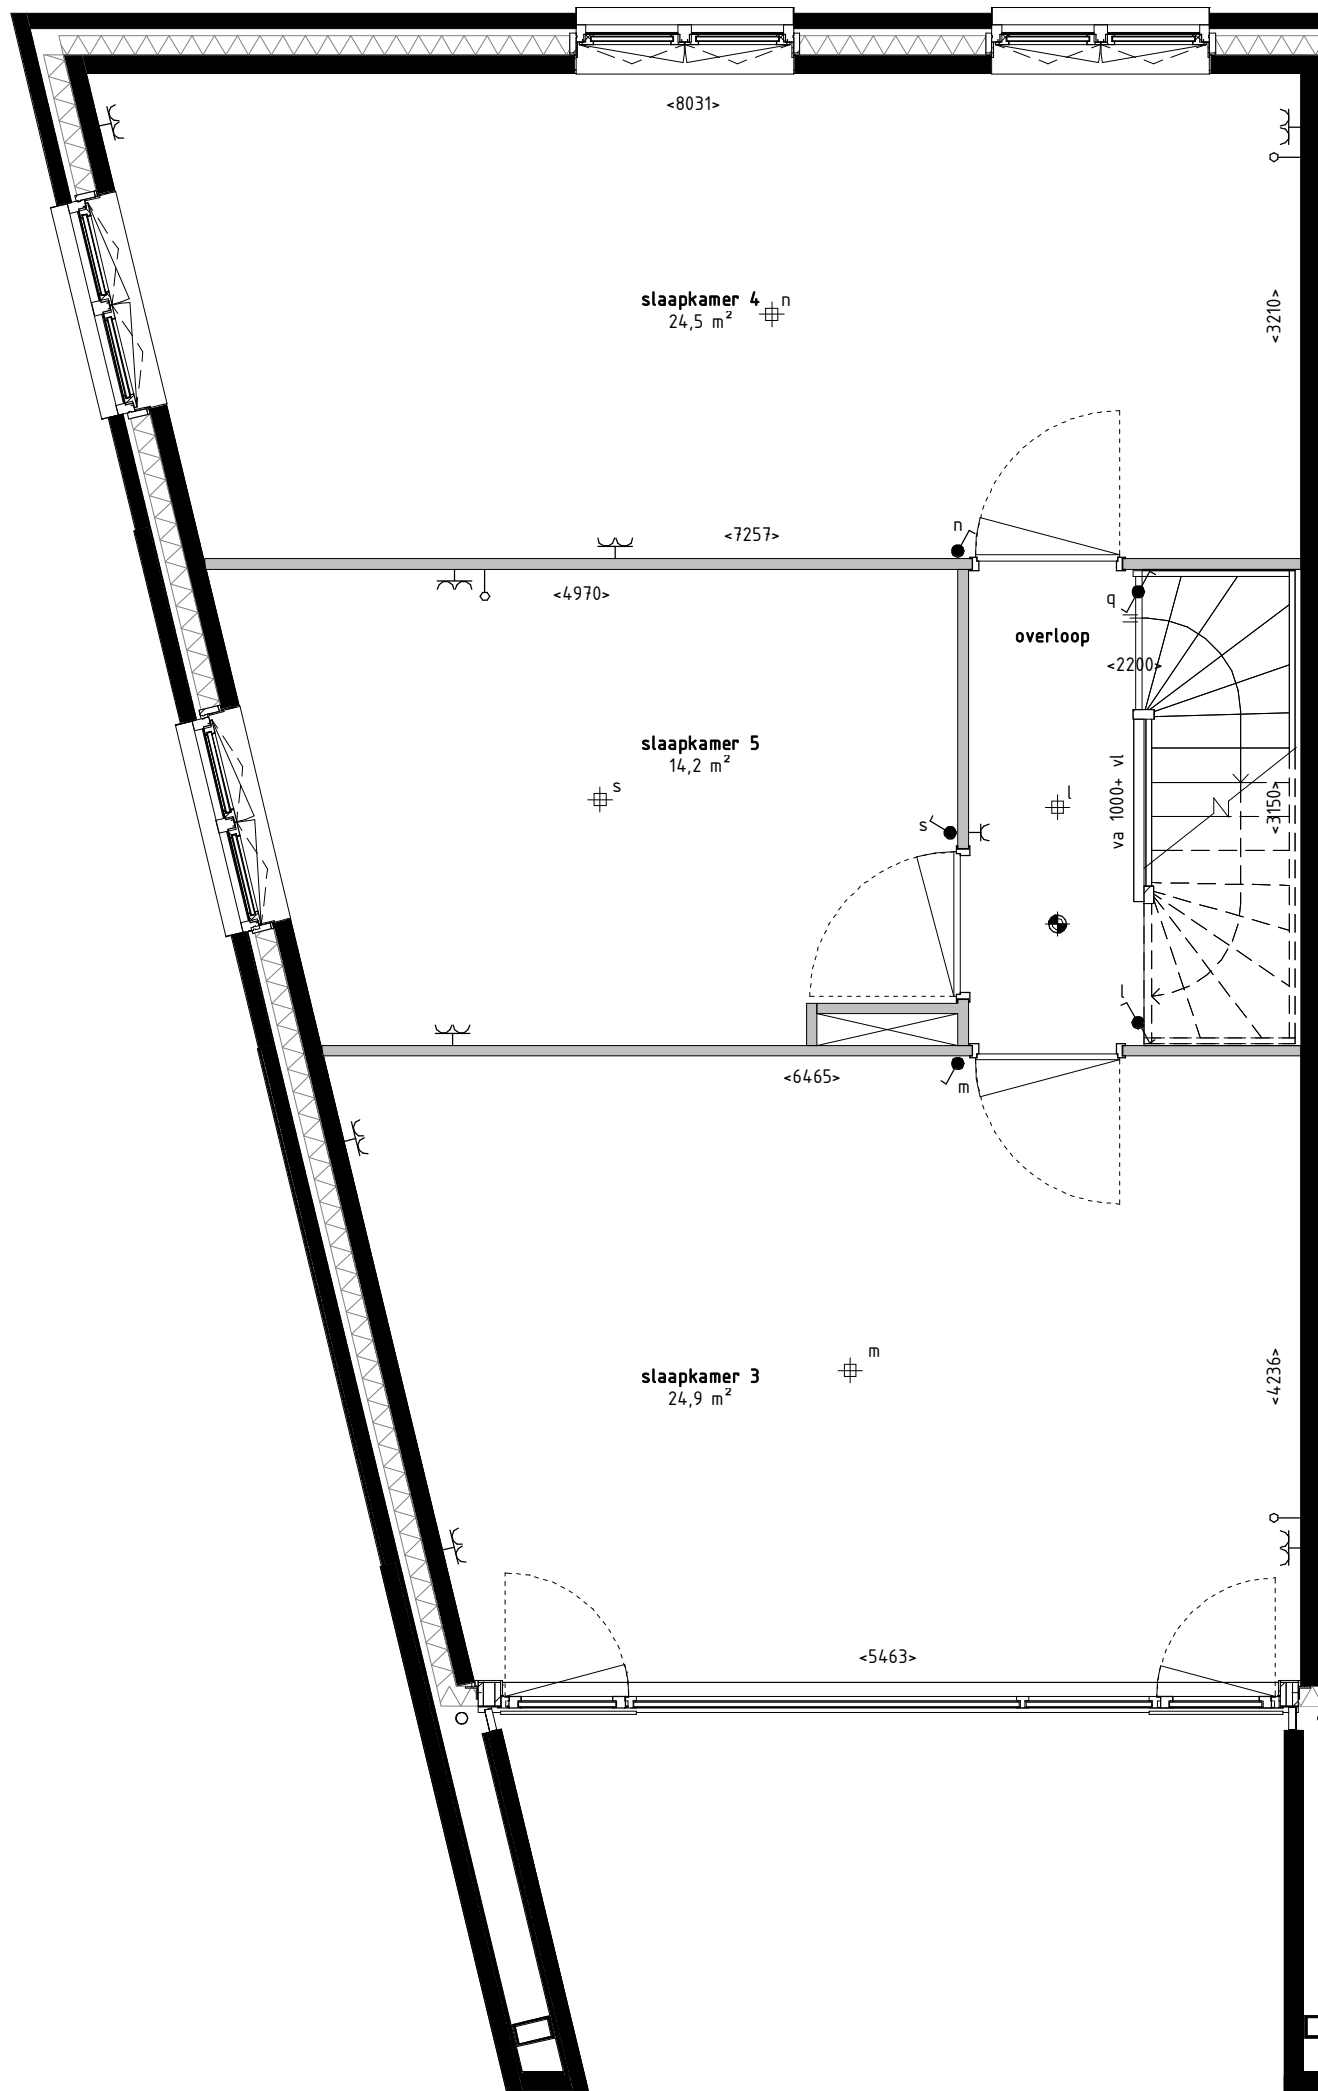 <8031>
slaapkamer 4
n
24,5 m²
<3210>
n
<7257>
<4970>
q
overloop
<2200>
slaapkamer 5
14,2 m²
s
l
va 1000+ vl
<3150>
s
l
<6465>
m
m
slaapkamer 3
24,9 m²
<4236>
<5463>